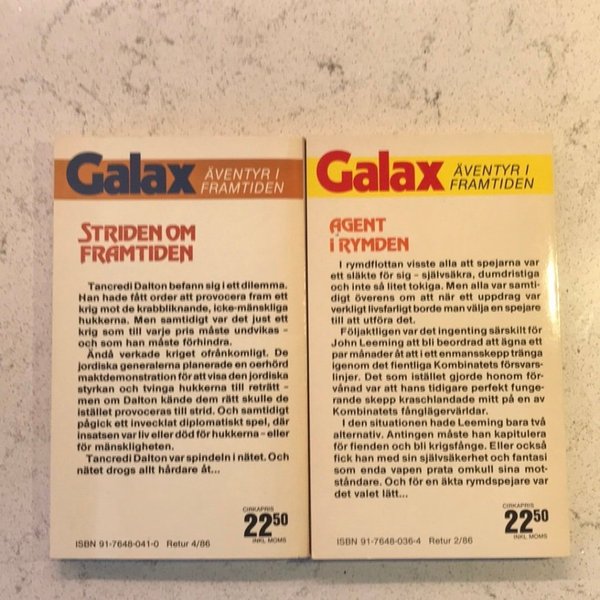 Galax ÄVENTYR I
FRAMTIDEN
STRIDEN OM
FRAMTIDEN
Tancredi Dalton befann sig i ett dilemma.
Han hade fått order att provocera fram ett
krig mot de krabbliknande, icke-mänskliga
hukkerna. Men samtidigt var det just ett
krig som till varje pris måste undvikas –
och som han måste förhindra.
Ändå verkade kriget ofrånkomligt. De
jordiska generalerna planerade en oerhörd
maktdemonstration för att visa den jordiska
styrkan och tvinga hukkerna till reträtt –
men om Dalton kände dem rätt skulle de
istället provoceras till strid. Och samtidigt
pågick ett invecklat diplomatiskt spel, där
insatsen var liv eller död för hukkerna – eller
för mänskligheten.
Tancredi Dalton var spindeln i nätet. Och
nätet drogs allt hårdare åt...
CIRKAPRIS
22 50
INKL MOMS
ISBN 91-7648-041-0 Retur 4/86
Galax ÄVENTYR I
FRAMTIDEN
AGENT
I RYMDEN
I rymdflottan visste alla att spejarna var
ett släkte för sig – självsäkra, dumdristiga
och inte så litet tokiga. Men alla var samti-
digt överens om att när ett uppdrag var
verkligt livsfarligt borde man välja en spejare
till att utföra det.
Följaktligen var det ingenting särskilt för
John Leeming att bli beordrad att ägna ett
par månader åt att i ett enmansskepp tränga
igenom det fientliga Kombinatets försvars-
linjer. Det som istället gjorde honom för-
vånad var att hans tidigare perfekt funge-
rande skepp kraschlandade mitt på en av
Kombinatets fånglägervärldar.
I den situationen hade Leeming bara två
alternativ. Antingen måste han kapitulera
för fienden och bli krigsfånge. Eller också
fick han med sin självsäkerhet och fantasi
som enda vapen prata omkull sina mot-
ståndare. Och för en äkta rymdspejare var
det valet lätt...
CIRKAPRIS
22 50
INKL MOMS
ISBN 91-7648-036-4 Retur 2/86